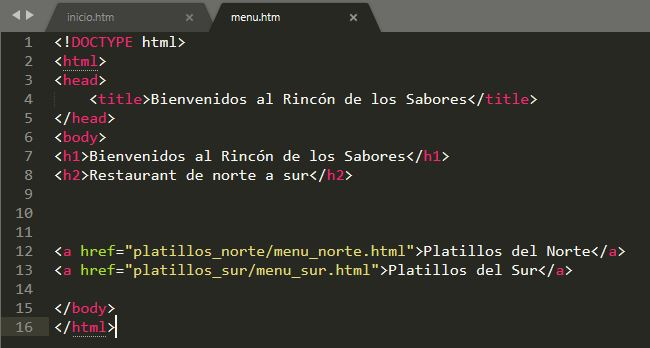 inicio.htm × menu.htm ×
1 <!DOCTYPE html>
2 <html>
3 <head>
4     <title>Bienvenidos al Rincón de los Sabores</title>
5 </head>
6 <body>
7 <h1>Bienvenidos al Rincón de los Sabores</h1>
8 <h2>Restaurant de norte a sur</h2>
9
10
11
12 <a href="platillos_norte/menu_norte.html">Platillos del Norte</a>
13 <a href="platillos_sur/menu_sur.html">Platillos del Sur</a>
14
15 </body>
16 </html>